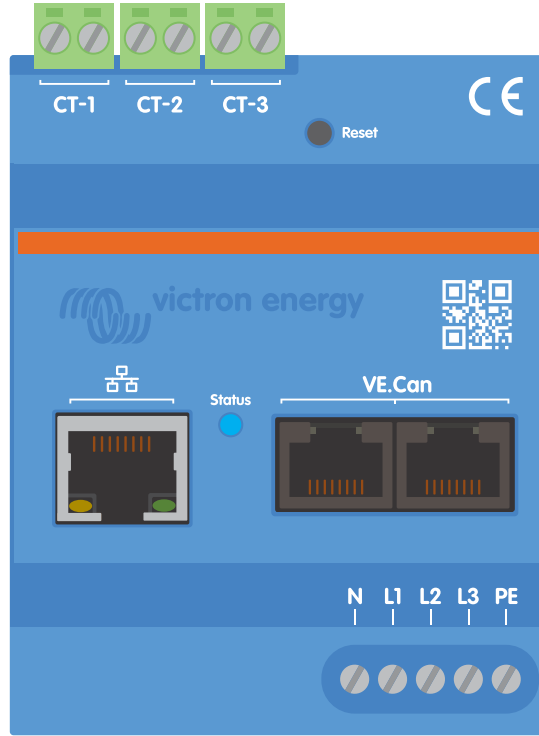 CT-1 CT-2 CT-3
CE
Reset
victron energy
Status
VE.Can
N L1 L2 L3 PE